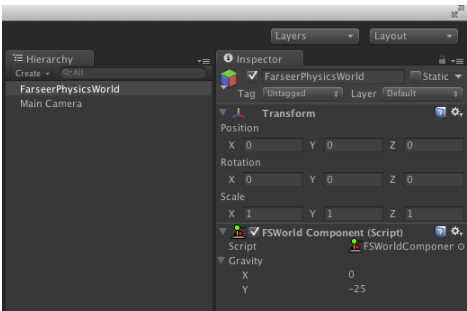 Layers
Layout
Hierarchy
Create
All
FarseerPhysicsWorld
Main Camera
Inspector
FarseerPhysicsWorld
Static
Tag Untagged Layer Default
Transform
Position
X 0 Y 0 Z 0
Rotation
X 0 Y 0 Z 0
Scale
X 1 Y 1 Z 1
FSWorld Component (Script)
Script FSWorldComponer
Gravity
X 0
Y -25